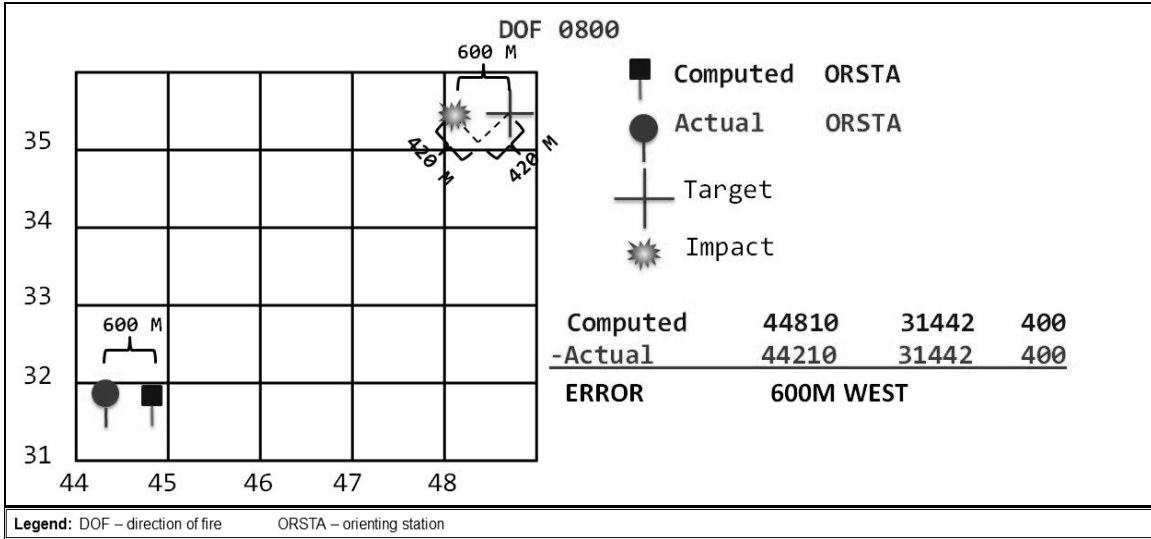 DOF 0800
600 M
Computed ORSTA
Actual ORSTA
35
420 M
420 M
Target
34
Impact
33
600 M
Computed 44810 31442 400
-Actual 44210 31442 400
32
ERROR 600M WEST
31
44 45 46 47 48
Legend: DOF – direction of fire ORSTA – orienting station